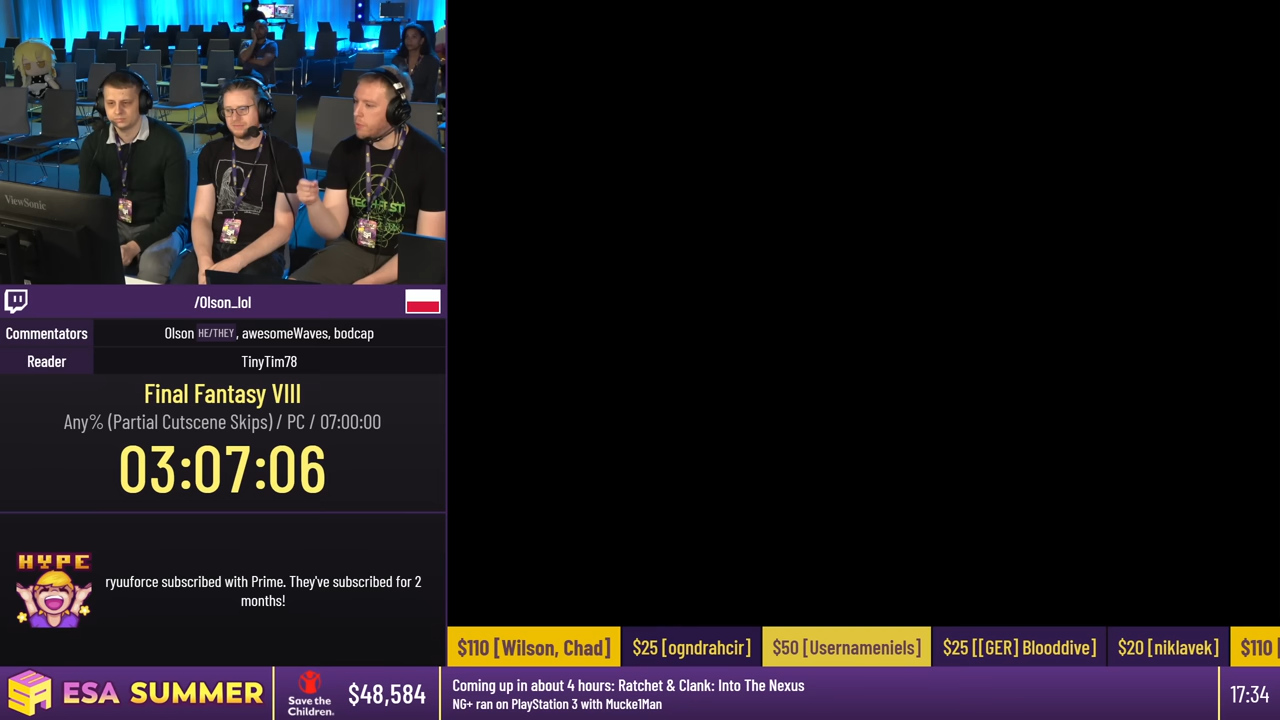 ViewSonic
TECHFEST
/Olson_lol
Commentators
Olson HE/THEY, awesomeWaves, bodcap
Reader
TinyTim78
Final Fantasy VIII
Any% (Partial Cutscene Skips) / PC / 07:00:00
03:07:06
HYPE
ryuuforce subscribed with Prime. They've subscribed for 2
months!
$110 [Wilson, Chad]
$25 [ogndrahcir]
$50 [Usernameniels]
$25 [[GER] Blooddive]
$20 [niklavek]
$110 [
ESA SUMMER
Save the
Children.
$48,584
Coming up in about 4 hours: Ratchet & Clank: Into The Nexus
NG+ ran on PlayStation 3 with Mucke1Man
17:34